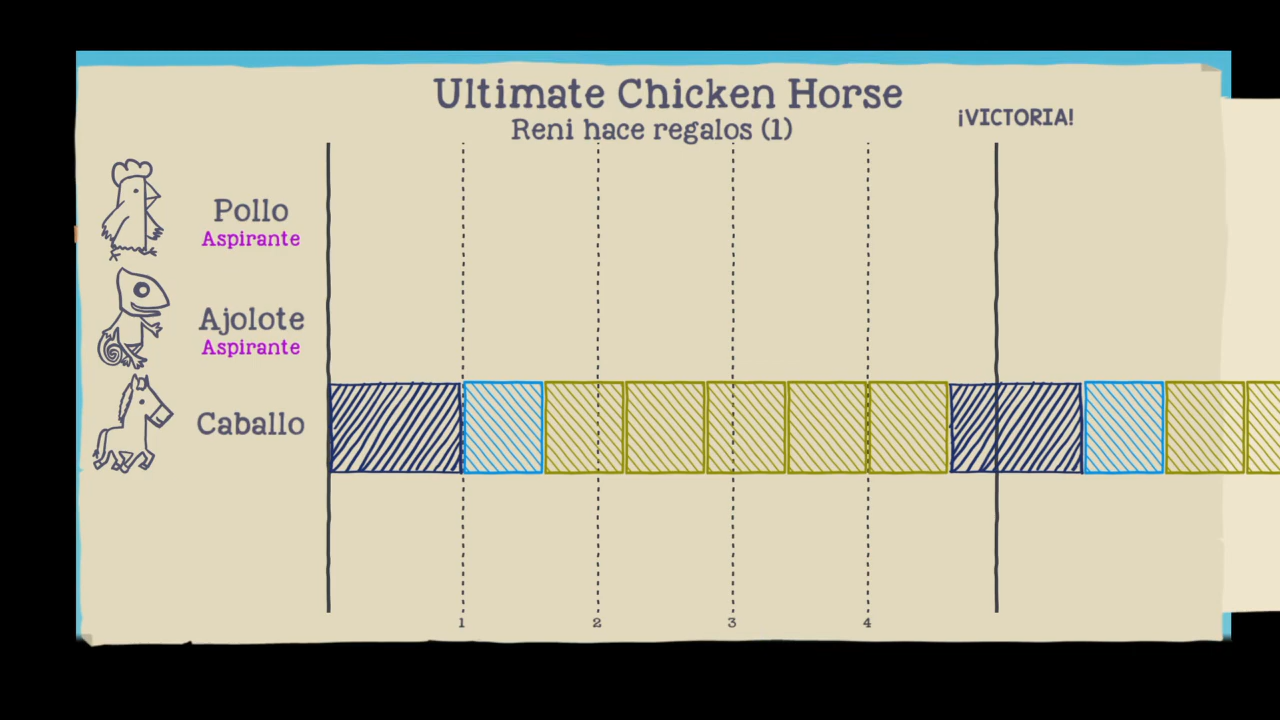 Ultimate Chicken Horse
Reni hace regalos (1)
¡VICTORIA!
Pollo
Aspirante
Ajolote
Aspirante
Caballo
1 2 3 4